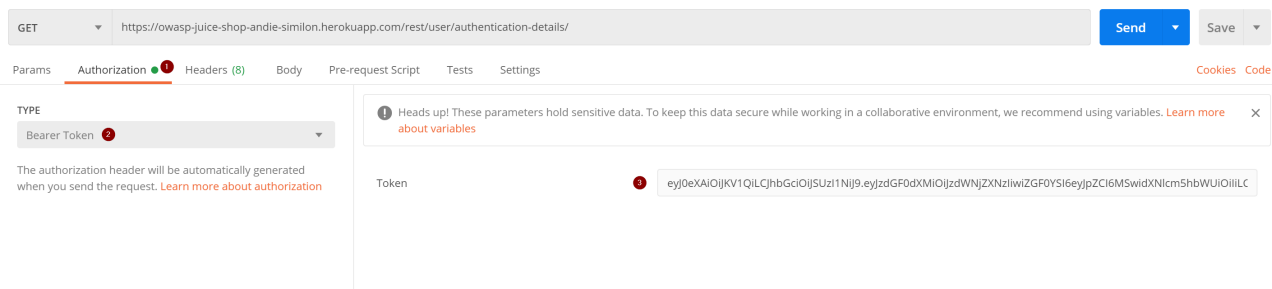 GET https://owasp-juice-shop-andie-similon.herokuapp.com/rest/user/authentication-details/ Send Save
Params Authorization 1 Headers (8) Body Pre-request Script Tests Settings Cookies Code
TYPE
Bearer Token 2
The authorization header will be automatically generated
when you send the request. Learn more about authorization
! Heads up! These parameters hold sensitive data. To keep this data secure while working in a collaborative environment, we recommend using variables. Learn more
about variables
Token 3 eyJ0eXAiOiJKV1QiLCJhbGciOiJSUzI1NiJ9.eyJzdGF0dXMiOiJzdWNjZXNzIiwiZGF0YSI6eyJpZCI6MSwidXNlcm5hbWUiOiIiLC